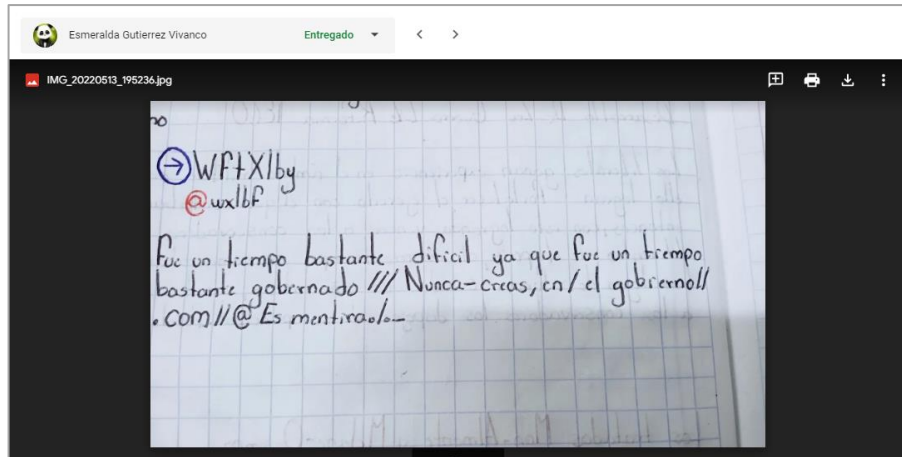 Esmeralda Gutierrez Vivanco Entregado
IMG_20220513_195236.jpg
→WFtXlby
@wxlbf
Fue un tiempo bastante dificil ya que fue un tiempo
bastante gobernado /// Nunca-creas, en/ el gobierno//
.com//@ Es mentira